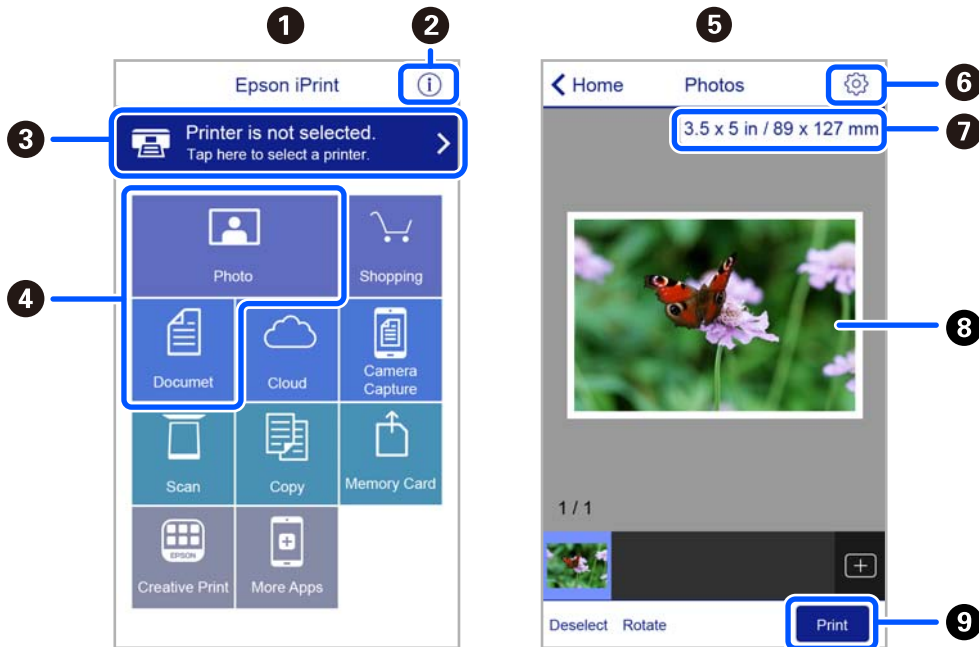 1
2
5
Epson iPrint
i
Home
Photos
6
3
Printer is not selected.
Tap here to select a printer.
3.5 x 5 in / 89 x 127 mm
7
4
Photo
Shopping
Documet
Cloud
Camera
Capture
8
Scan
Copy
Memory Card
1 / 1
EPSON
Creative Print
More Apps
Deselect
Rotate
Print
9